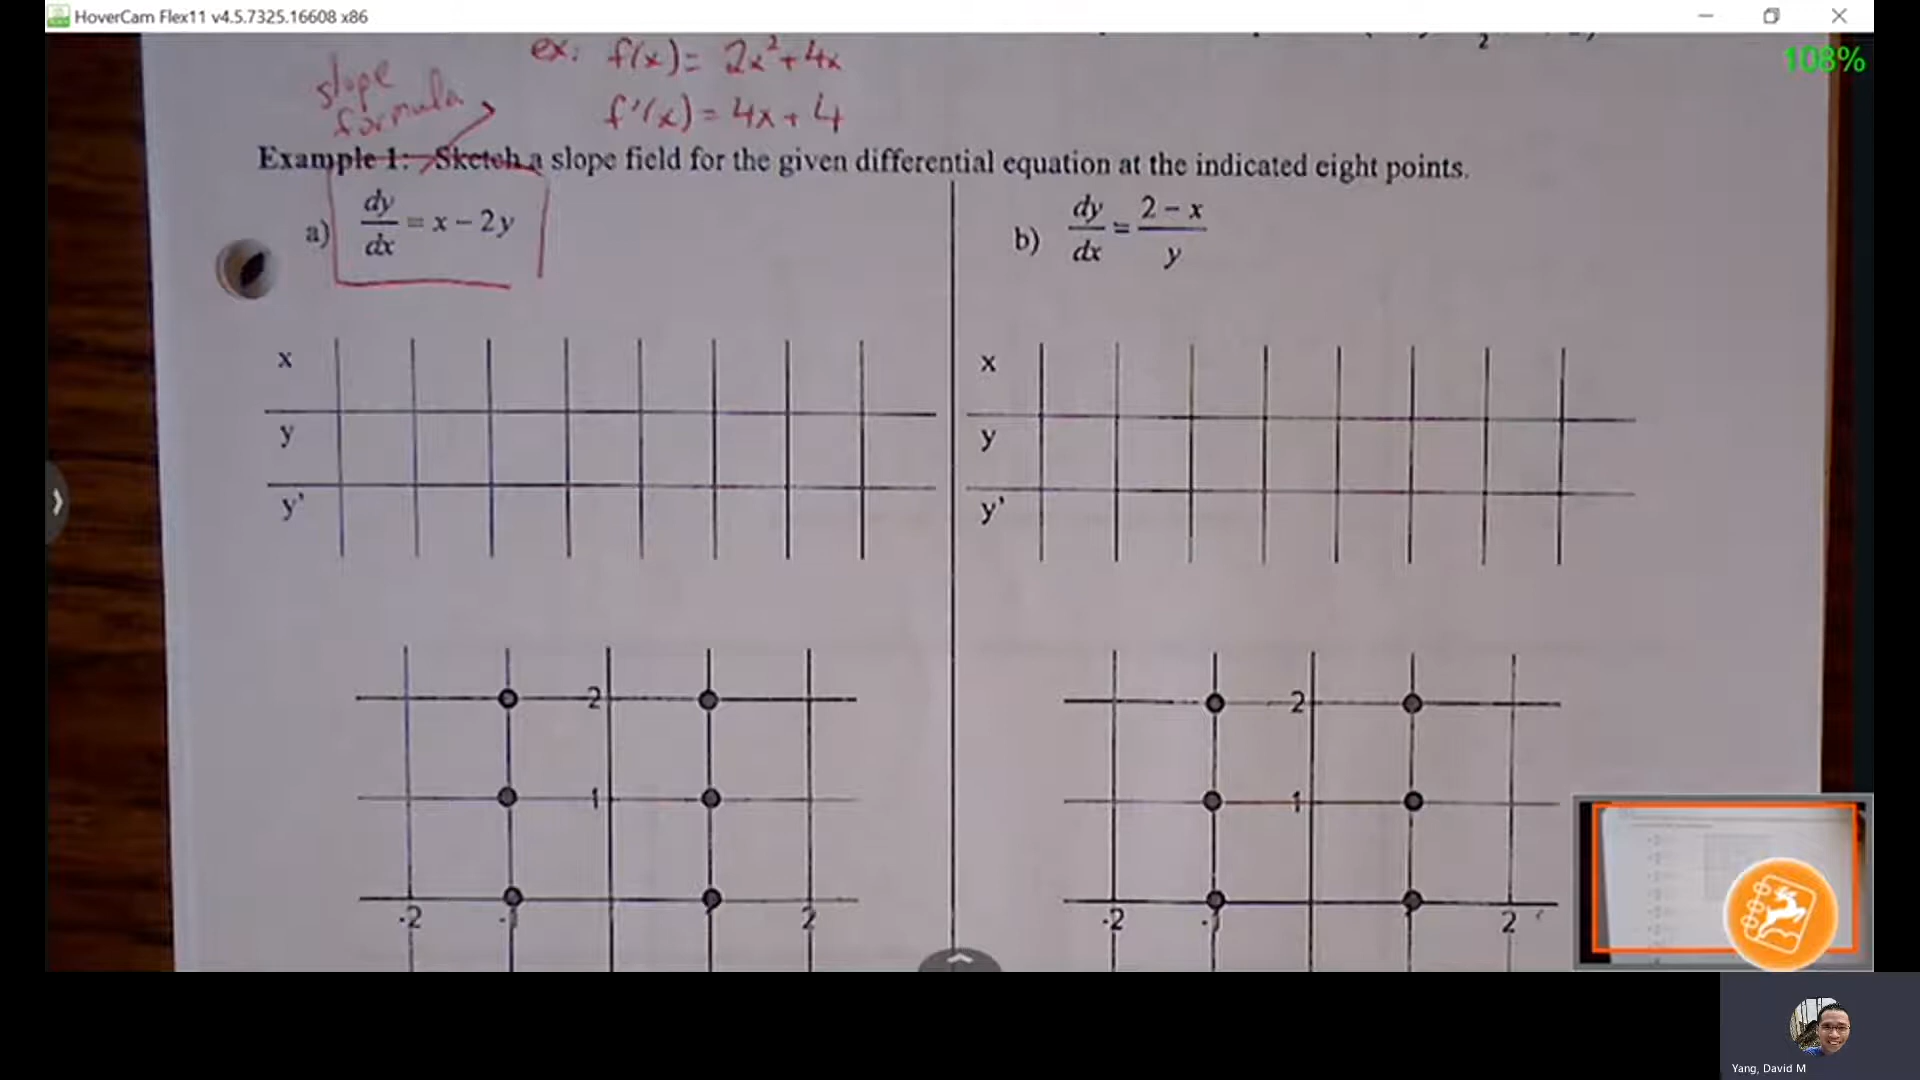 HoverCam Flex11 v4.5.7325.16608 x86
108%
2
ex: f(x) = 2x²+4x
slope
formula
f'(x) = 4x+4
Example 1: Sketch a slope field for the given differential equation at the indicated eight points.
a) dy/dx = x - 2y
b) dy/dx = (2 - x)/y
x
y
y'
x
y
y'
2
1
-2 -1 2
2
1
-2 -1 1 2
Yang, David M